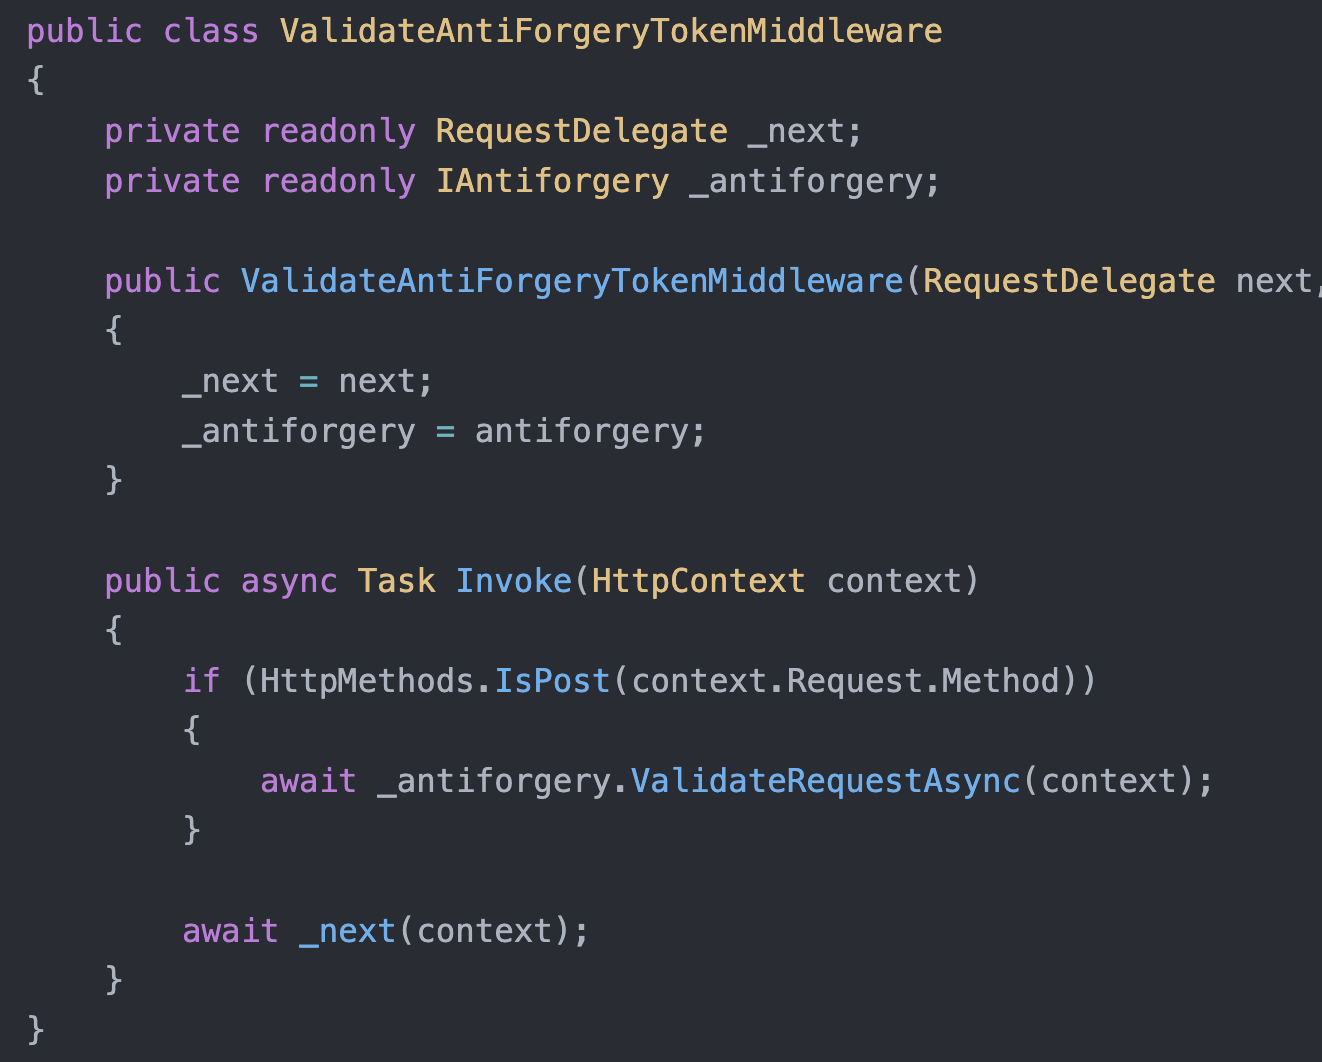 public class ValidateAntiForgeryTokenMiddleware
{
    private readonly RequestDelegate _next;
    private readonly IAntiforgery _antiforgery;

    public ValidateAntiForgeryTokenMiddleware(RequestDelegate next,
    {
        _next = next;
        _antiforgery = antiforgery;
    }

    public async Task Invoke(HttpContext context)
    {
        if (HttpMethods.IsPost(context.Request.Method))
        {
            await _antiforgery.ValidateRequestAsync(context);
        }

        await _next(context);
    }
}